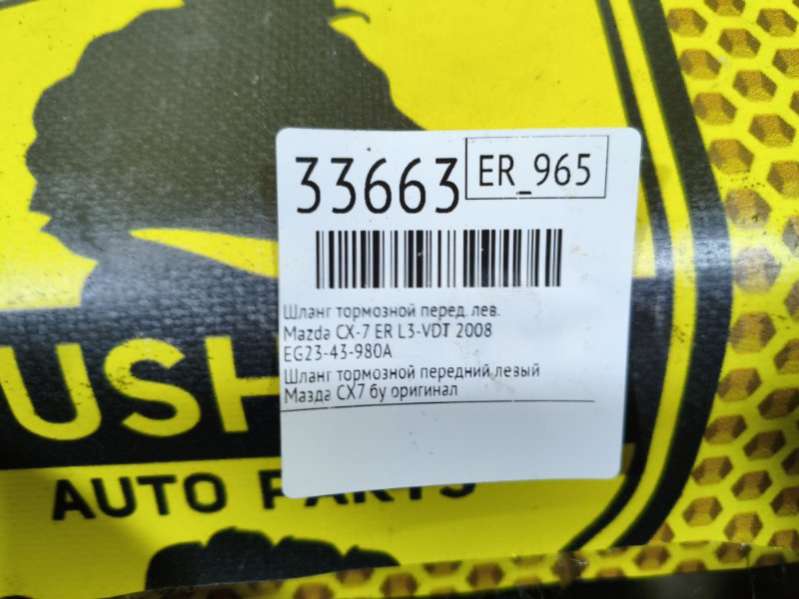 33663 ER_965
Шланг тормозной перед. лев.
Mazda CX-7 ER L3-VDT 2008
EG23-43-980A
Шланг тормозной передний левый
Мазда СХ7 бу оригинал
USH
AUTO PARTS